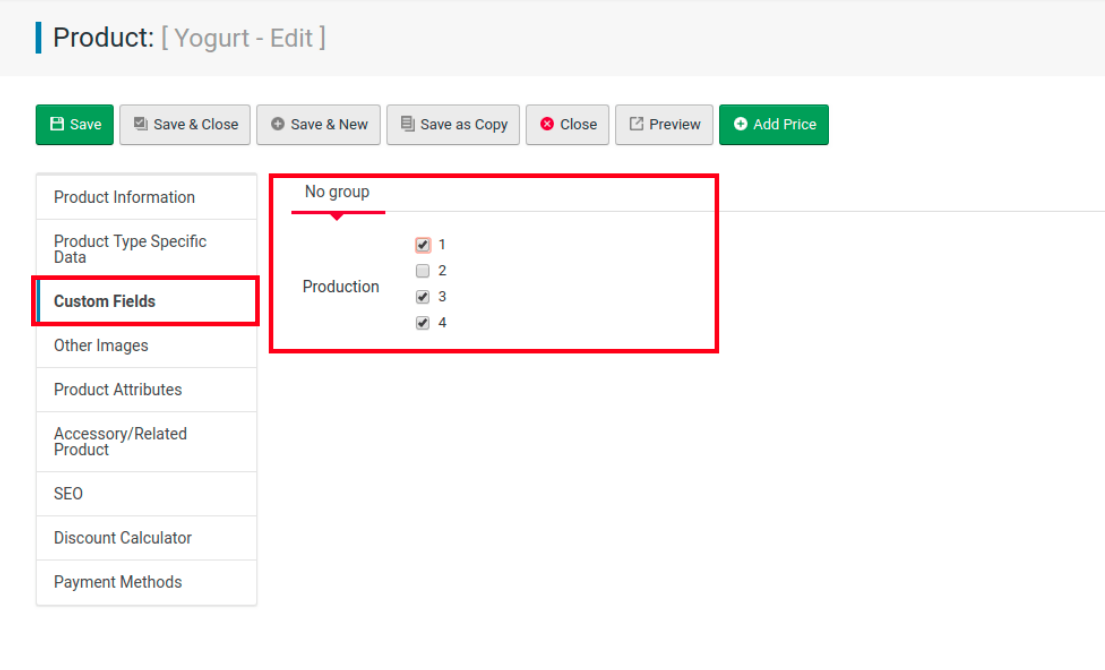 Product: [ Yogurt - Edit ]
Save
Save & Close
Save & New
Save as Copy
Close
Preview
Add Price
Product Information
Product Type Specific
Data
Custom Fields
Other Images
Product Attributes
Accessory/Related
Product
SEO
Discount Calculator
Payment Methods
No group
Production
1
2
3
4